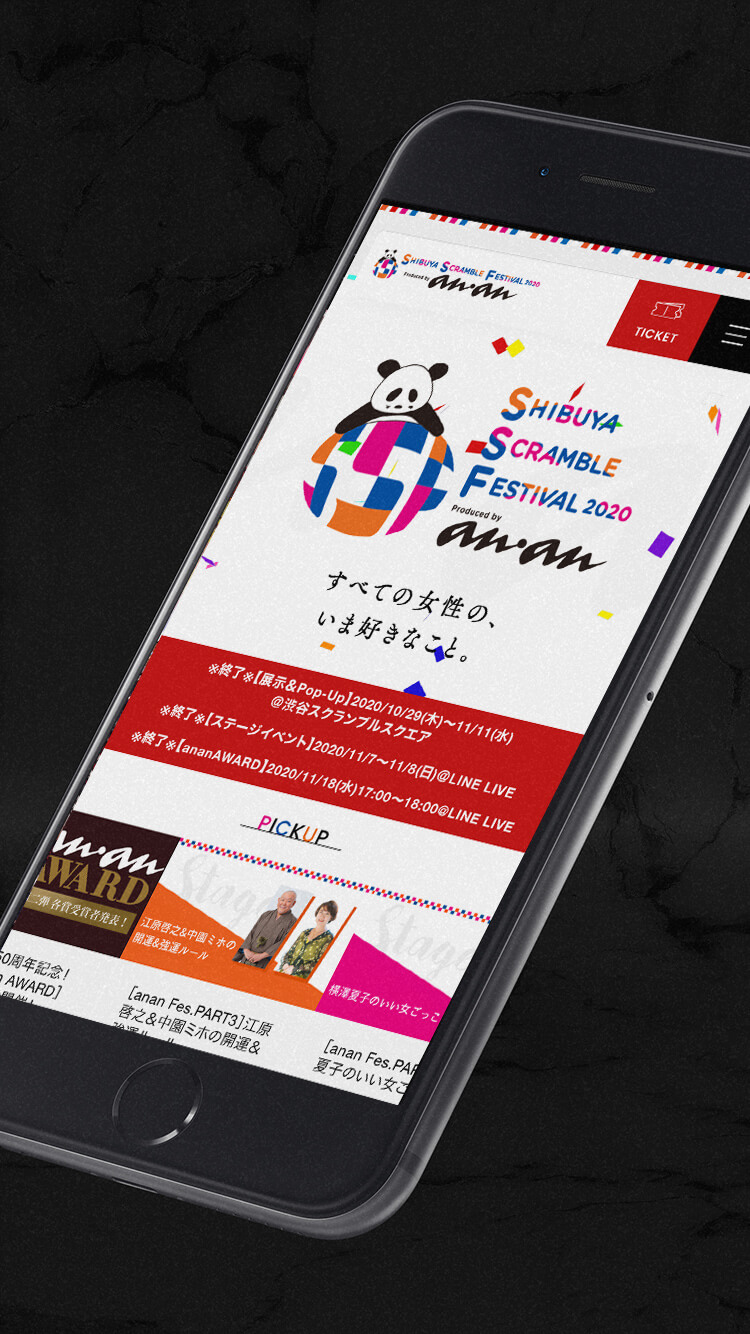 SHIBUYA SCRAMBLE FESTIVAL 2020
Produced by an·an
TICKET
SHIBUYA
SCRAMBLE
FESTIVAL 2020
Produced by
an·an
すべての女性の、
いま好きなこと。
※終了※【展示&Pop-Up】2020/10/29(木)〜11/11(水)
@渋谷スクランブルスクエア
※終了※【ステージイベント】2020/11/7〜11/8(日)@LINE LIVE
※終了※【ananAWARD】2020/11/18(水)17:00〜18:00@LINE LIVE
PICKUP
an·an
AWARD
二弾 各賞受賞者発表！
Stage
江原啓之&中園ミホの
開運&強運ルール
Stage
横澤夏子のいい女ごっこ
50周年記念！
AWARD］
［anan Fes.PART3］江原
啓之&中園ミホの開運&
［anan Fes.PAR
夏子のいい女ご